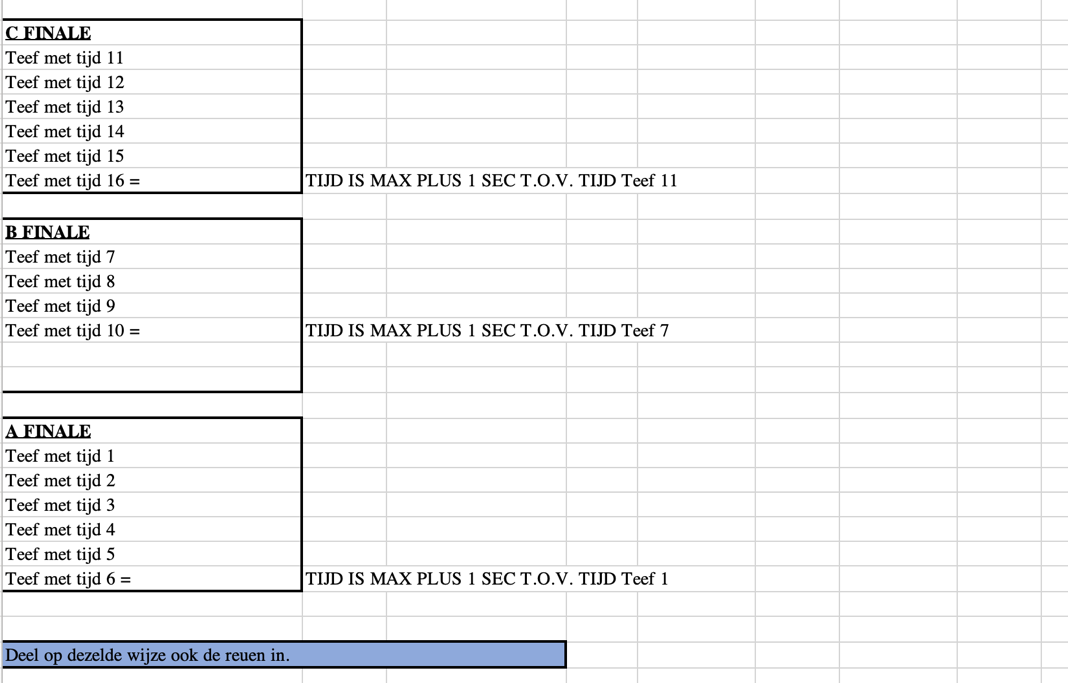 C FINALE
Teef met tijd 11
Teef met tijd 12
Teef met tijd 13
Teef met tijd 14
Teef met tijd 15
Teef met tijd 16 = TIJD IS MAX PLUS 1 SEC T.O.V. TIJD Teef 11
B FINALE
Teef met tijd 7
Teef met tijd 8
Teef met tijd 9
Teef met tijd 10 = TIJD IS MAX PLUS 1 SEC T.O.V. TIJD Teef 7
A FINALE
Teef met tijd 1
Teef met tijd 2
Teef met tijd 3
Teef met tijd 4
Teef met tijd 5
Teef met tijd 6 = TIJD IS MAX PLUS 1 SEC T.O.V. TIJD Teef 1
Deel op dezelde wijze ook de reuen in.